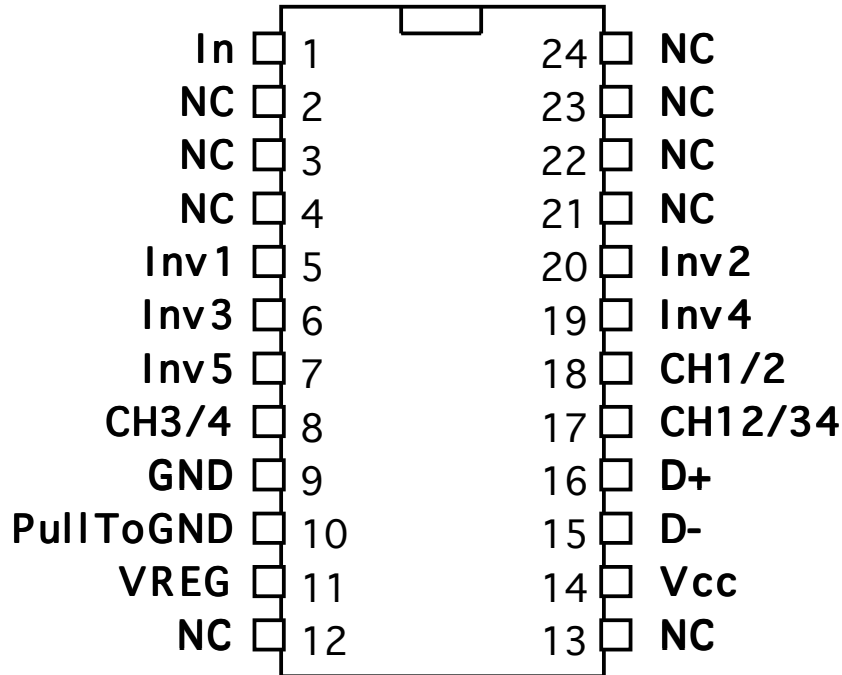 In 1 24 NC
NC 2 23 NC
NC 3 22 NC
NC 4 21 NC
Inv1 5 20 Inv2
Inv3 6 19 Inv4
Inv5 7 18 CH1/2
CH3/4 8 17 CH12/34
GND 9 16 D+
PullToGND 10 15 D-
VREG 11 14 Vcc
NC 12 13 NC